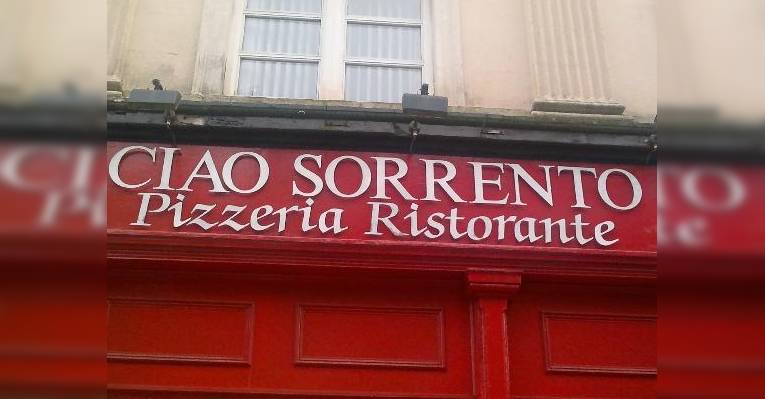 CIAO SORRENTO
Pizzeria Ristorante